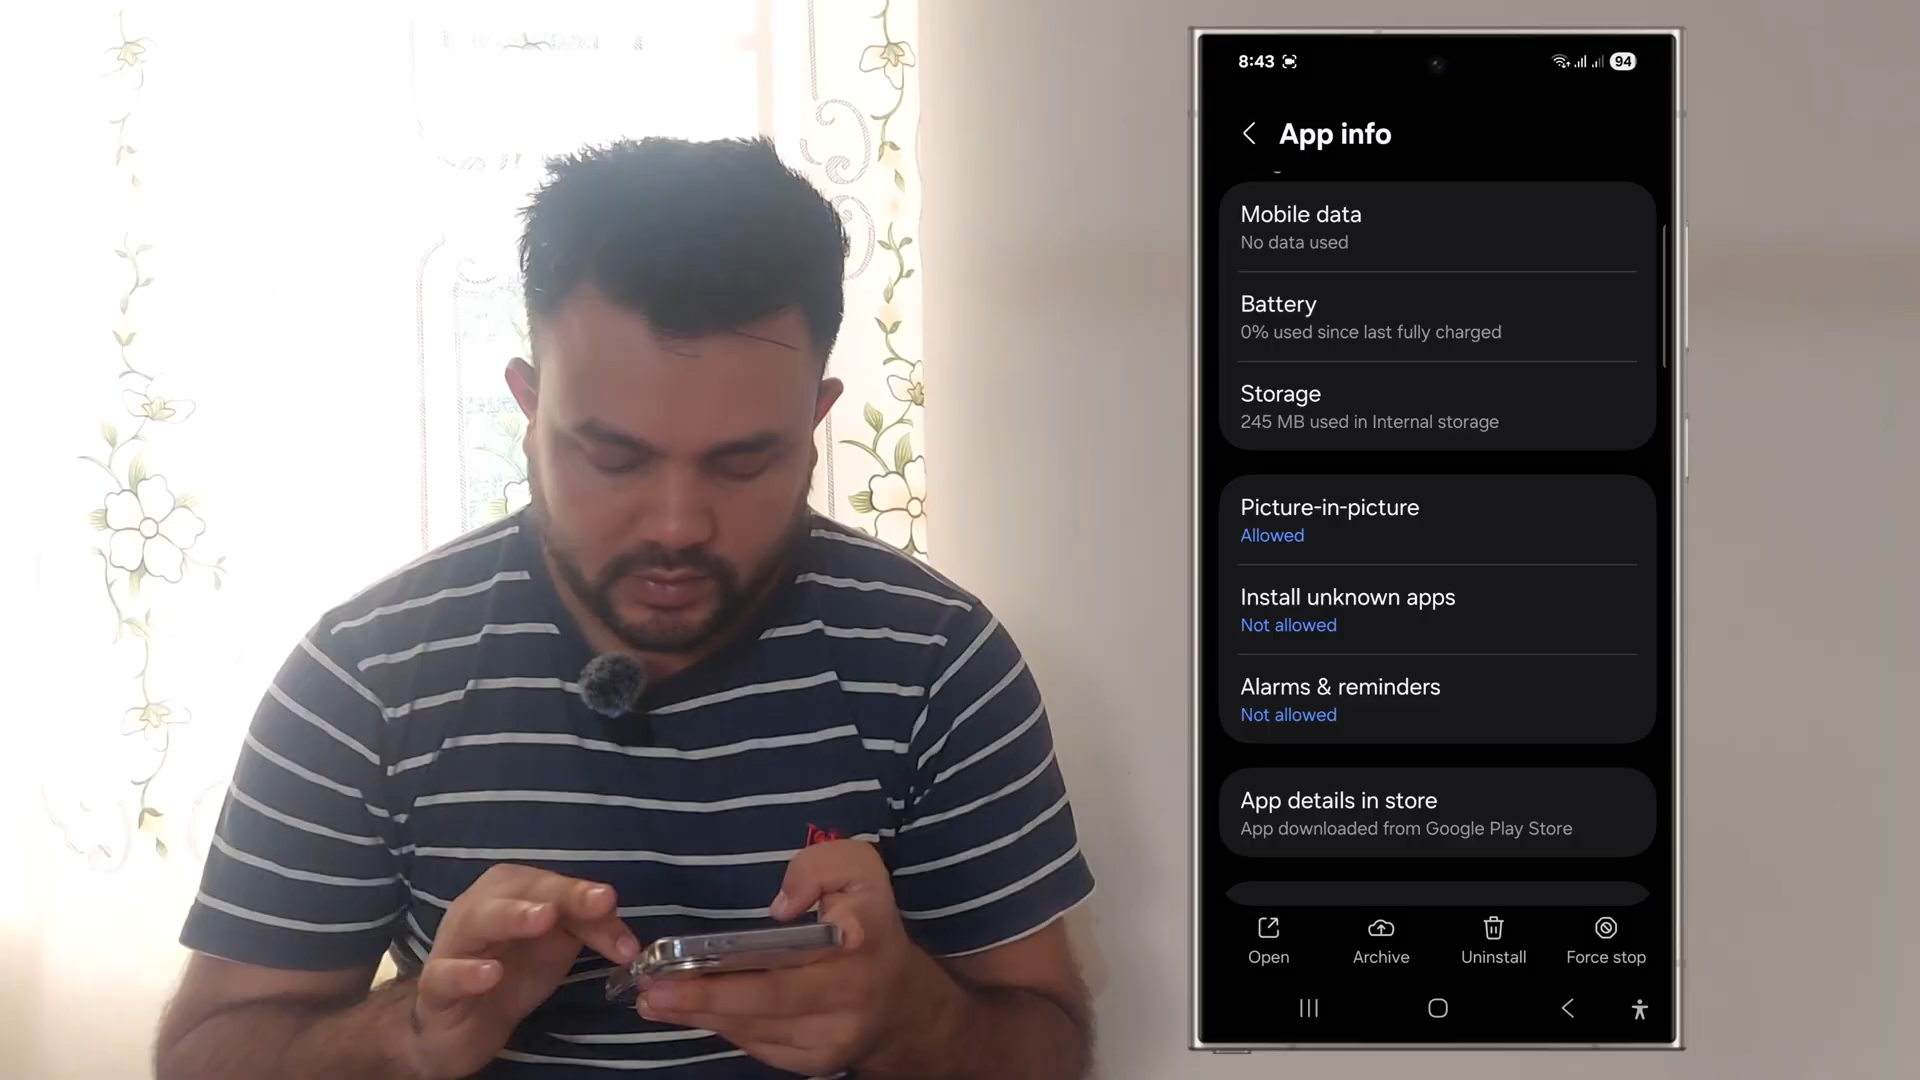 8:43
94
App info
Mobile data
No data used
Battery
0% used since last fully charged
Storage
245 MB used in Internal storage
Picture-in-picture
Allowed
Install unknown apps
Not allowed
Alarms & reminders
Not allowed
App details in store
App downloaded from Google Play Store
Open
Archive
Uninstall
Force stop